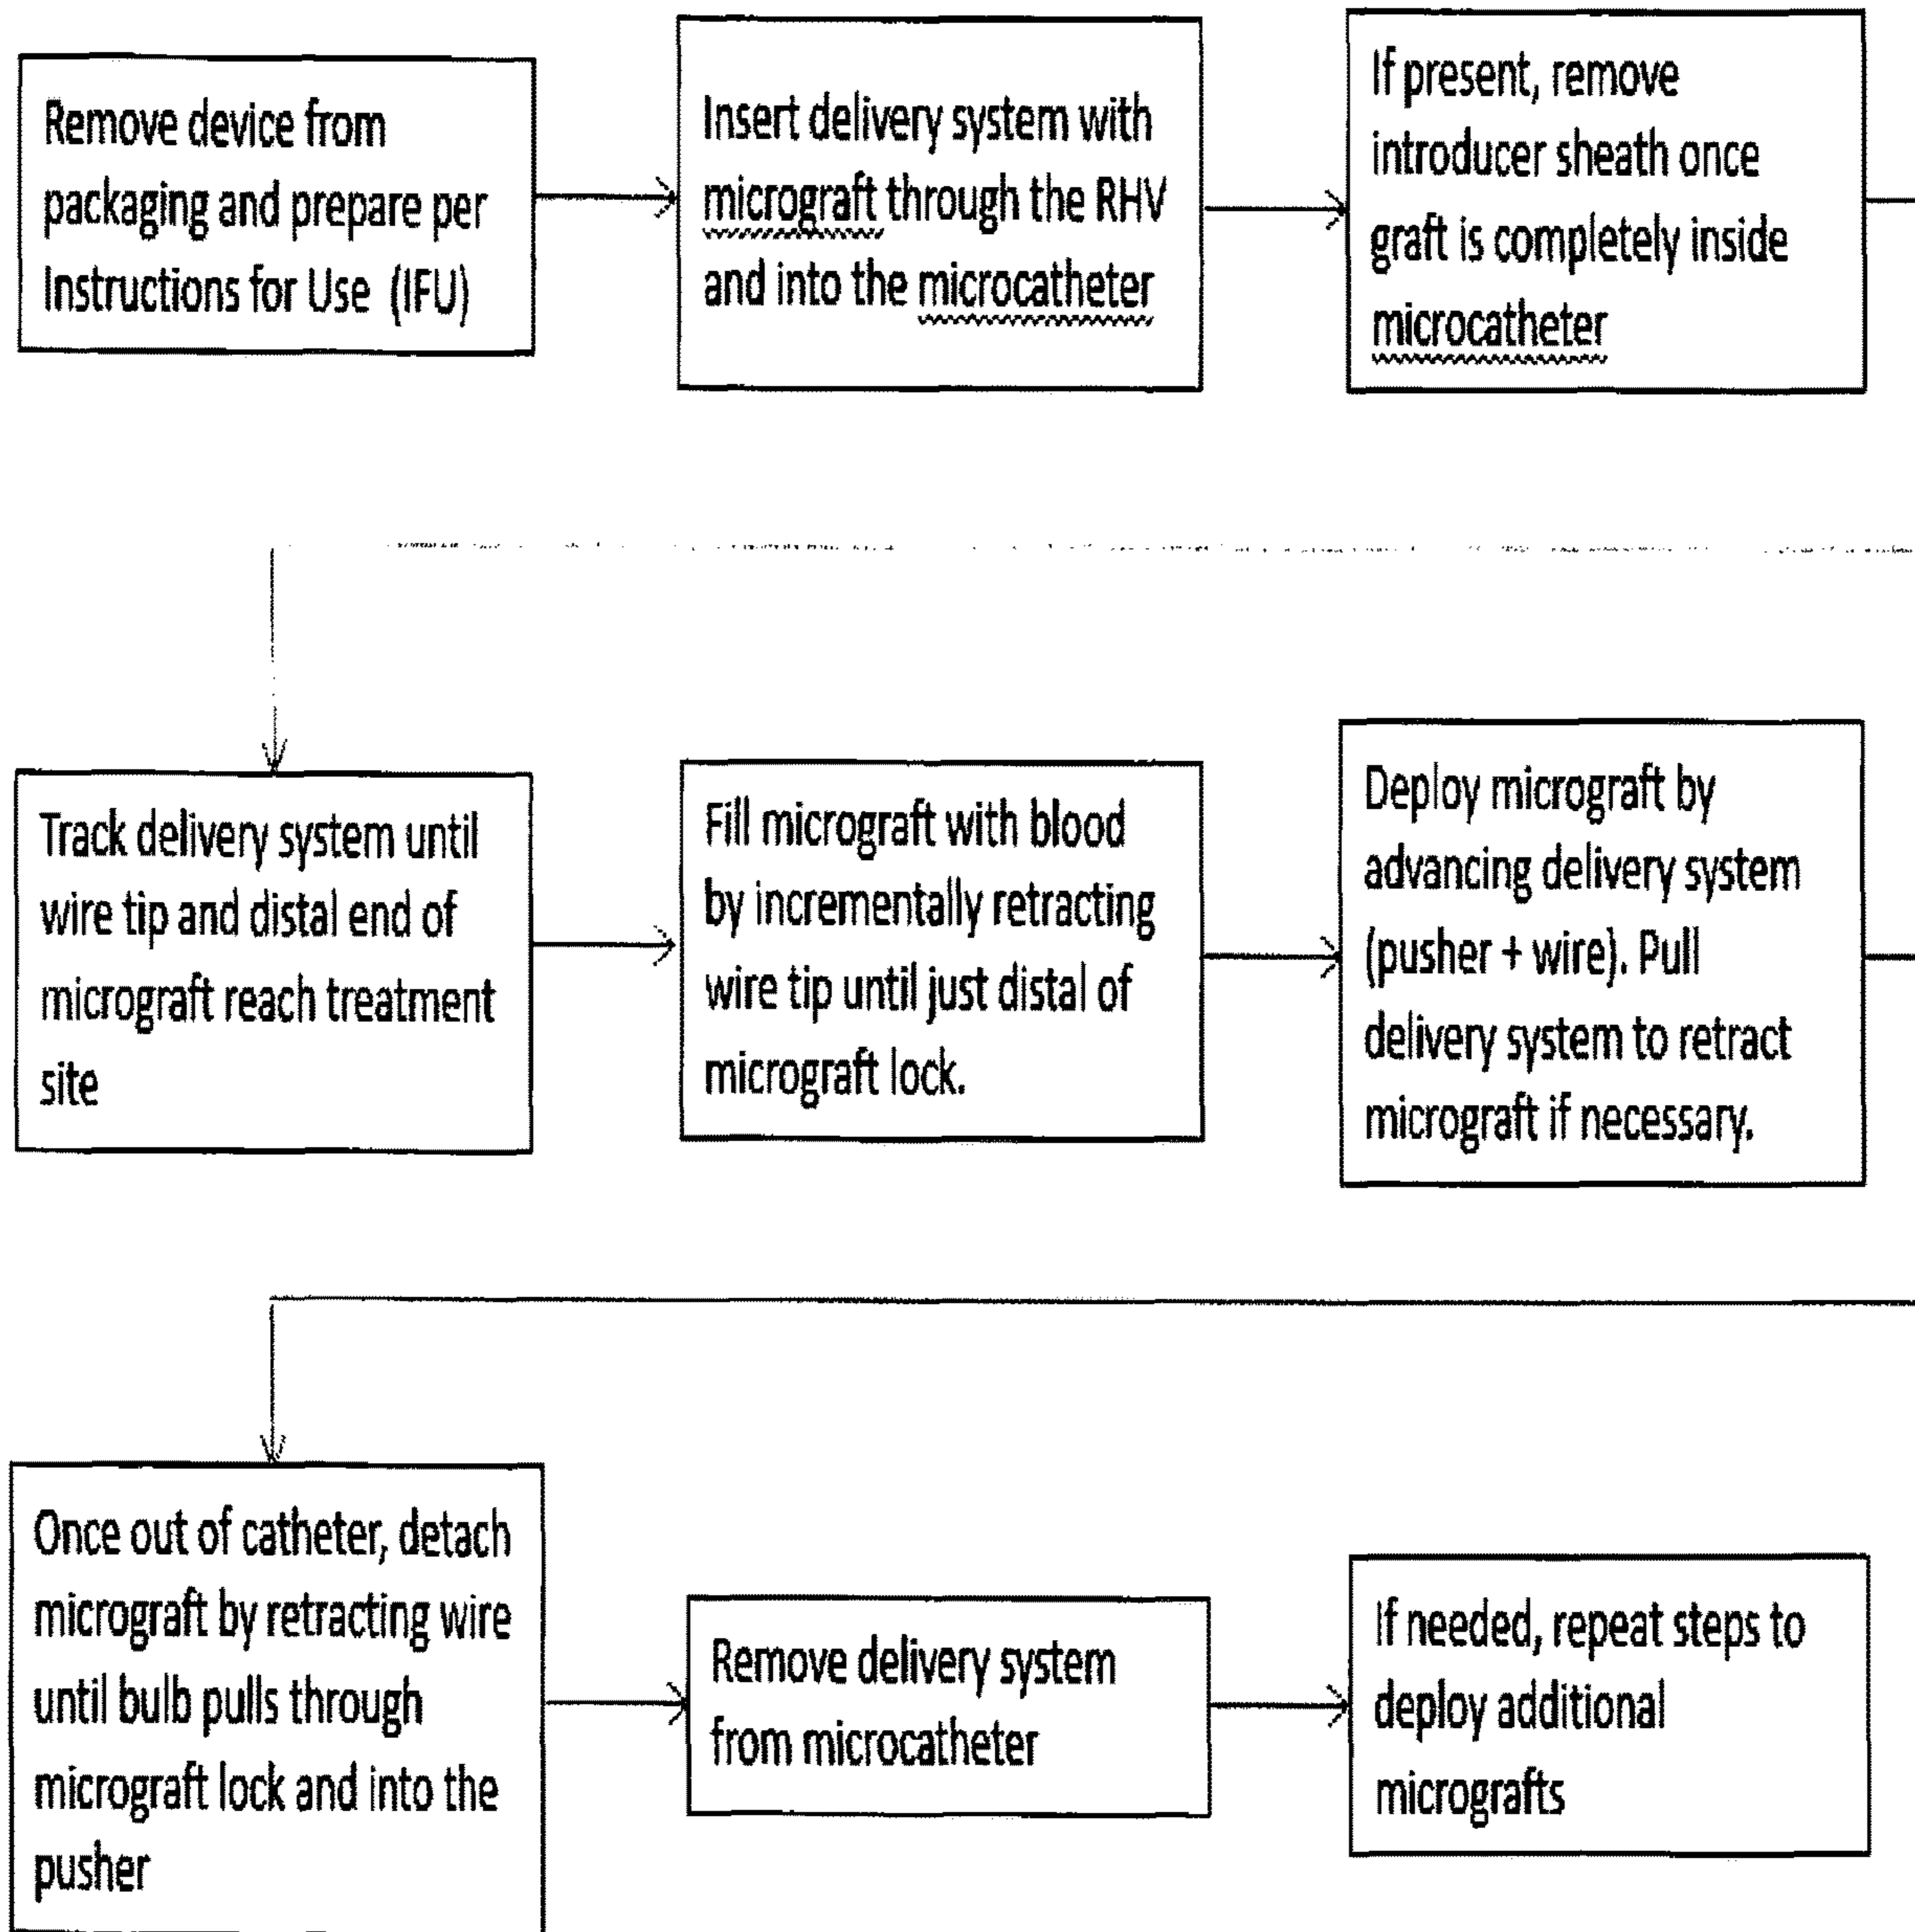 Remove device from
packaging and prepare per
Instructions for Use (IFU)
Insert delivery system with
micrograft through the RHV
and into the microcatheter
If present, remove
introducer sheath once
graft is completely inside
microcatheter
Track delivery system until
wire tip and distal end of
micrograft reach treatment
site
Fill micrograft with blood
by incrementally retracting
wire tip until just distal of
micrograft lock.
Deploy micrograft by
advancing delivery system
(pusher + wire). Pull
delivery system to retract
micrograft if necessary.
Once out of catheter, detach
micrograft by retracting wire
until bulb pulls through
micrograft lock and into the
pusher
Remove delivery system
from microcatheter
If needed, repeat steps to
deploy additional
micrografts